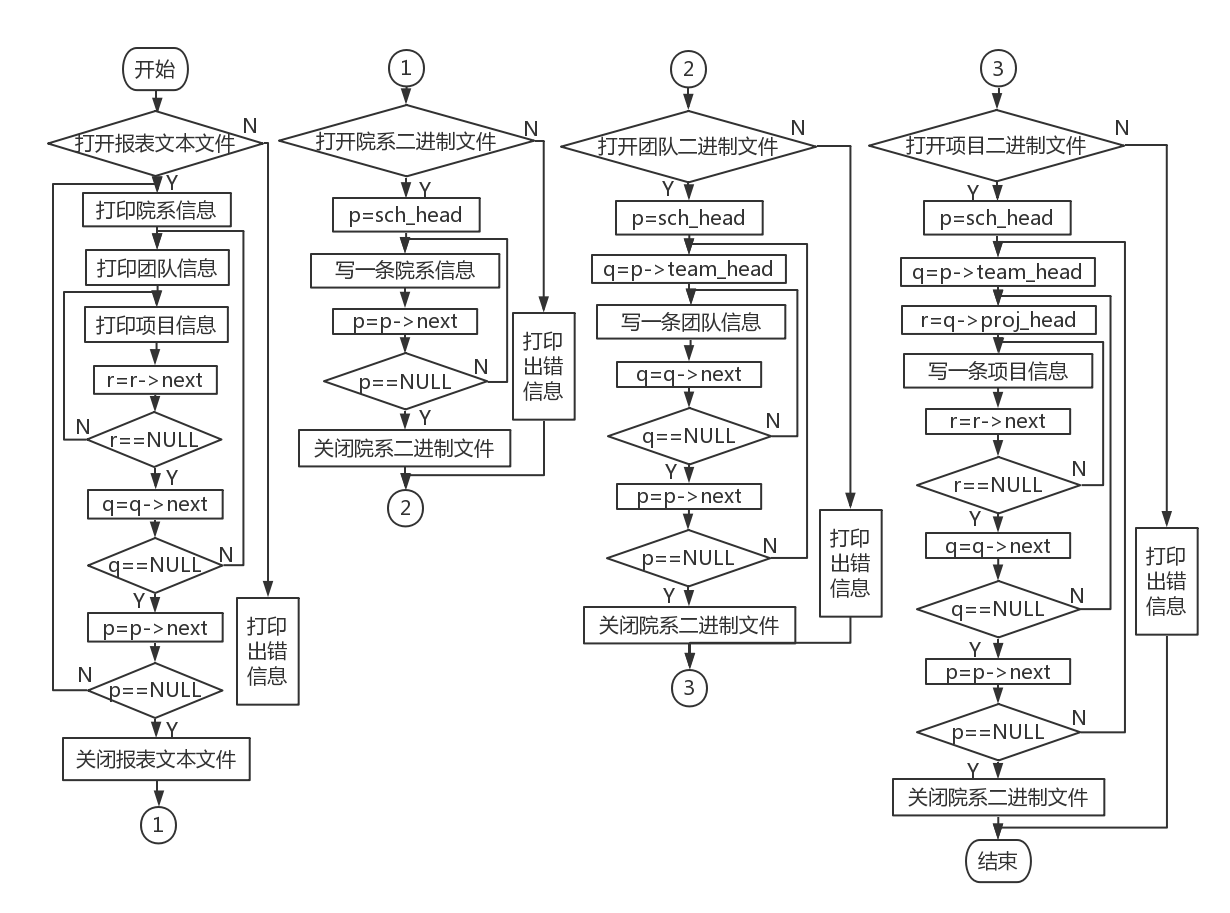 开始
打开报表文本文件
N
Y
打印院系信息
打印团队信息
打印项目信息
r=r->next
N
r==NULL
Y
q=q->next
q==NULL
N
Y
p=p->next
N
p==NULL
Y
关闭报表文本文件
1
打印
出错
信息
1
打开院系二进制文件
N
Y
p=sch_head
写一条院系信息
p=p->next
p==NULL
N
Y
关闭院系二进制文件
2
打印
出错
信息
2
打开团队二进制文件
N
Y
p=sch_head
q=p->team_head
写一条团队信息
q=q->next
q==NULL
N
Y
p=p->next
p==NULL
N
Y
关闭院系二进制文件
3
打印
出错
信息
3
打开项目二进制文件
N
Y
p=sch_head
q=p->team_head
r=q->proj_head
写一条项目信息
r=r->next
r==NULL
N
Y
q=q->next
q==NULL
N
Y
p=p->next
p==NULL
N
Y
关闭院系二进制文件
结束
打印
出错
信息